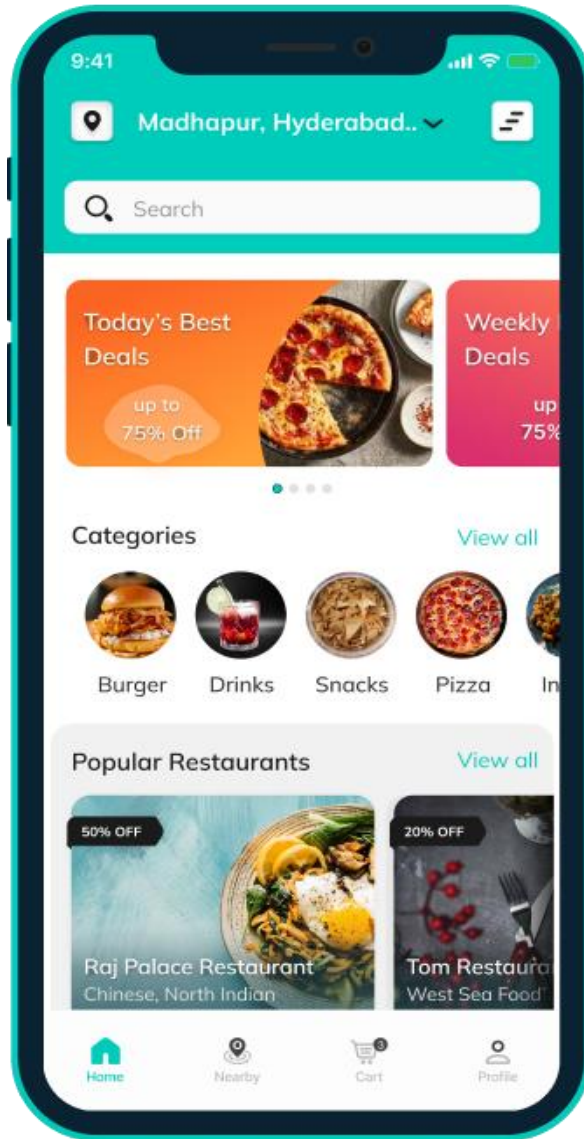 9:41
Madhapur, Hyderabad..
Search
Today's Best
Deals
up to
75% Off
Weekly
Deals
up
75%
Categories
View all
Burger
Drinks
Snacks
Pizza
In
Popular Restaurants
View all
50% OFF
Raj Palace Restaurant
Chinese, North Indian
20% OFF
Tom Restaura
West Sea Food
Home
Nearby
3
Cart
Profile